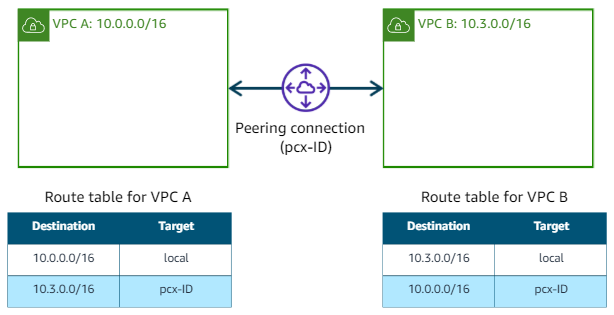 VPC A: 10.0.0.0/16
VPC B: 10.3.0.0/16
Peering connection
(pcx-ID)
Route table for VPC A
Destination Target
10.0.0.0/16 local
10.3.0.0/16 pcx-ID
Route table for VPC B
Destination Target
10.3.0.0/16 local
10.0.0.0/16 pcx-ID